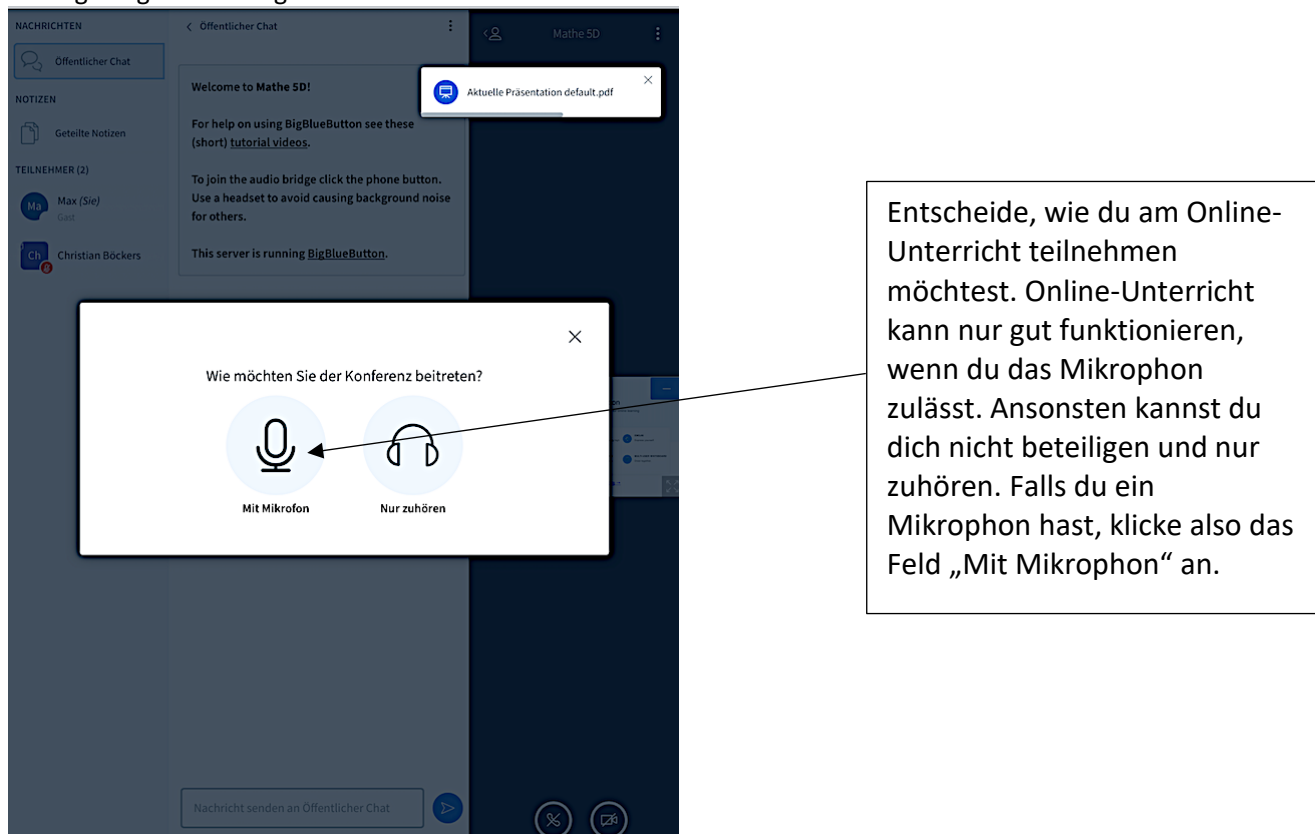 NACHRICHTEN
Öffentlicher Chat
NOTIZEN
Geteilte Notizen
TEILNEHMER (2)
Ma
Max (Sie)
Gast
Ch
Christian Böckers
Öffentlicher Chat
Welcome to Mathe 5D!
For help on using BigBlueButton see these
(short) tutorial videos.
To join the audio bridge click the phone button.
Use a headset to avoid causing background noise
for others.
This server is running BigBlueButton.
Nachricht senden an Öffentlicher Chat
Mathe 5D
Aktuelle Präsentation default.pdf
Wie möchten Sie der Konferenz beitreten?
Mit Mikrofon
Nur zuhören
Entscheide, wie du am Online-
Unterricht teilnehmen
möchtest. Online-Unterricht
kann nur gut funktionieren,
wenn du das Mikrophon
zulässt. Ansonsten kannst du
dich nicht beteiligen und nur
zuhören. Falls du ein
Mikrophon hast, klicke also das
Feld „Mit Mikrophon“ an.